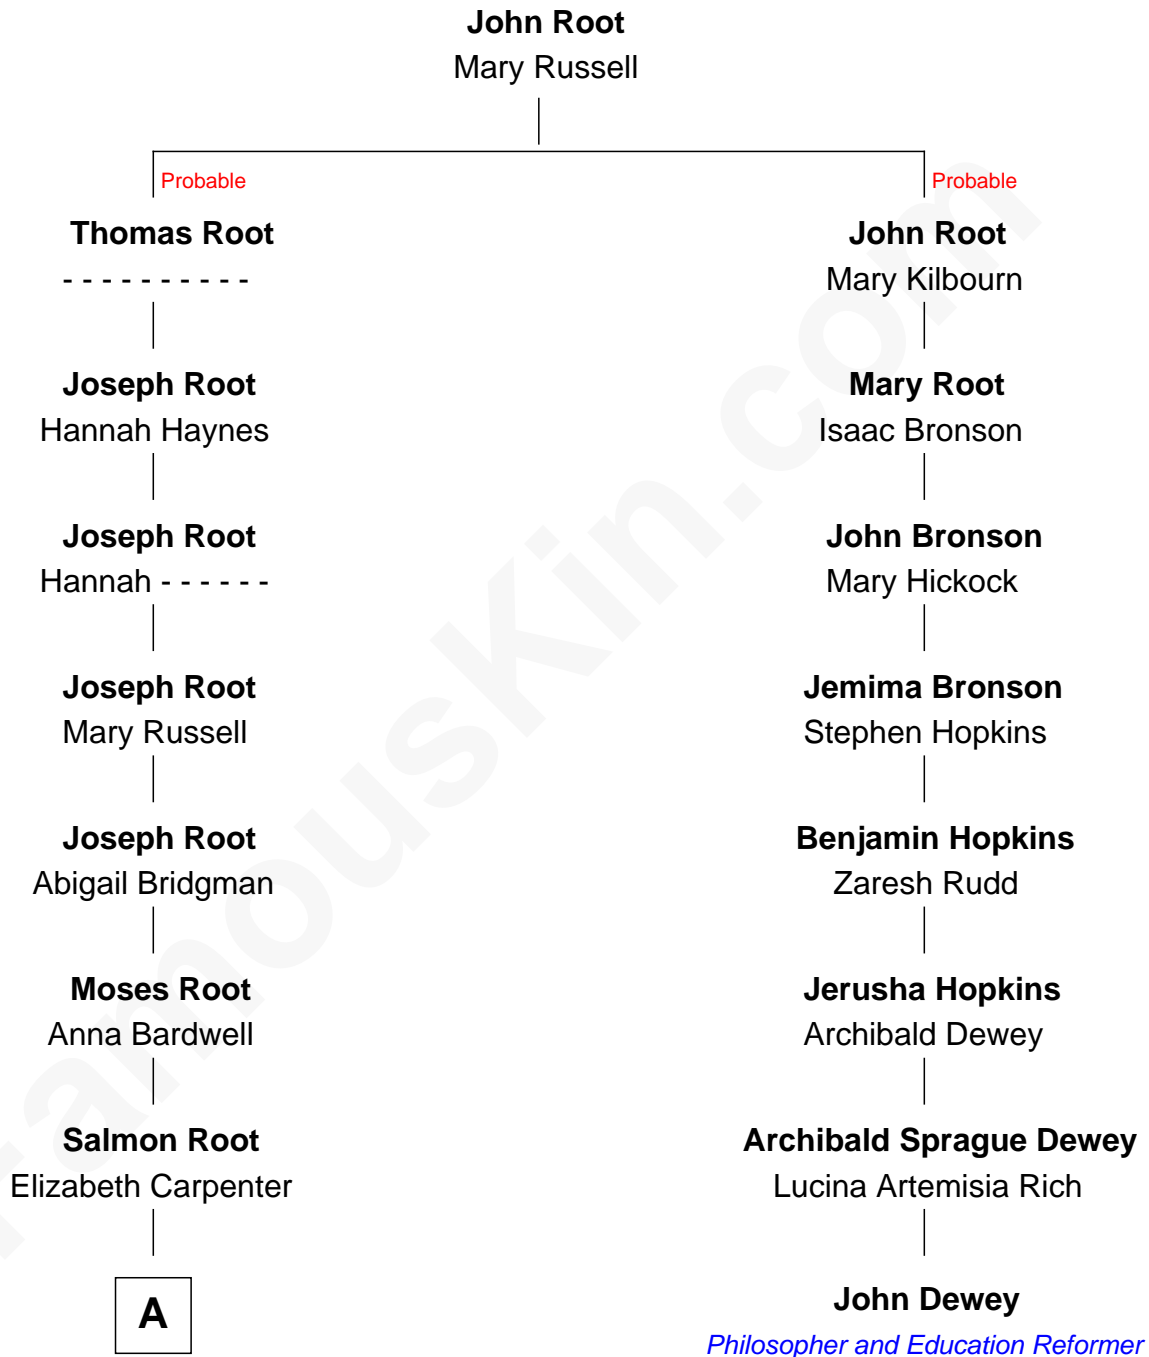 John Root
Mary Russell
Probable
Probable
Thomas Root
John Root
- - - - - - - - - -
Mary Kilbourn
Joseph Root
Mary Root
Hannah Haynes
Isaac Bronson
Joseph Root
John Bronson
Hannah - - - - - -
Mary Hickock
Joseph Root
Jemima Bronson
Mary Russell
Stephen Hopkins
Joseph Root
Benjamin Hopkins
Abigail Bridgman
Zaresh Rudd
Moses Root
Jerusha Hopkins
Anna Bardwell
Archibald Dewey
Salmon Root
Archibald Sprague Dewey
Elizabeth Carpenter
Lucina Artemisia Rich
A
John Dewey
Philosopher and Education Reformer
FamousKin.com